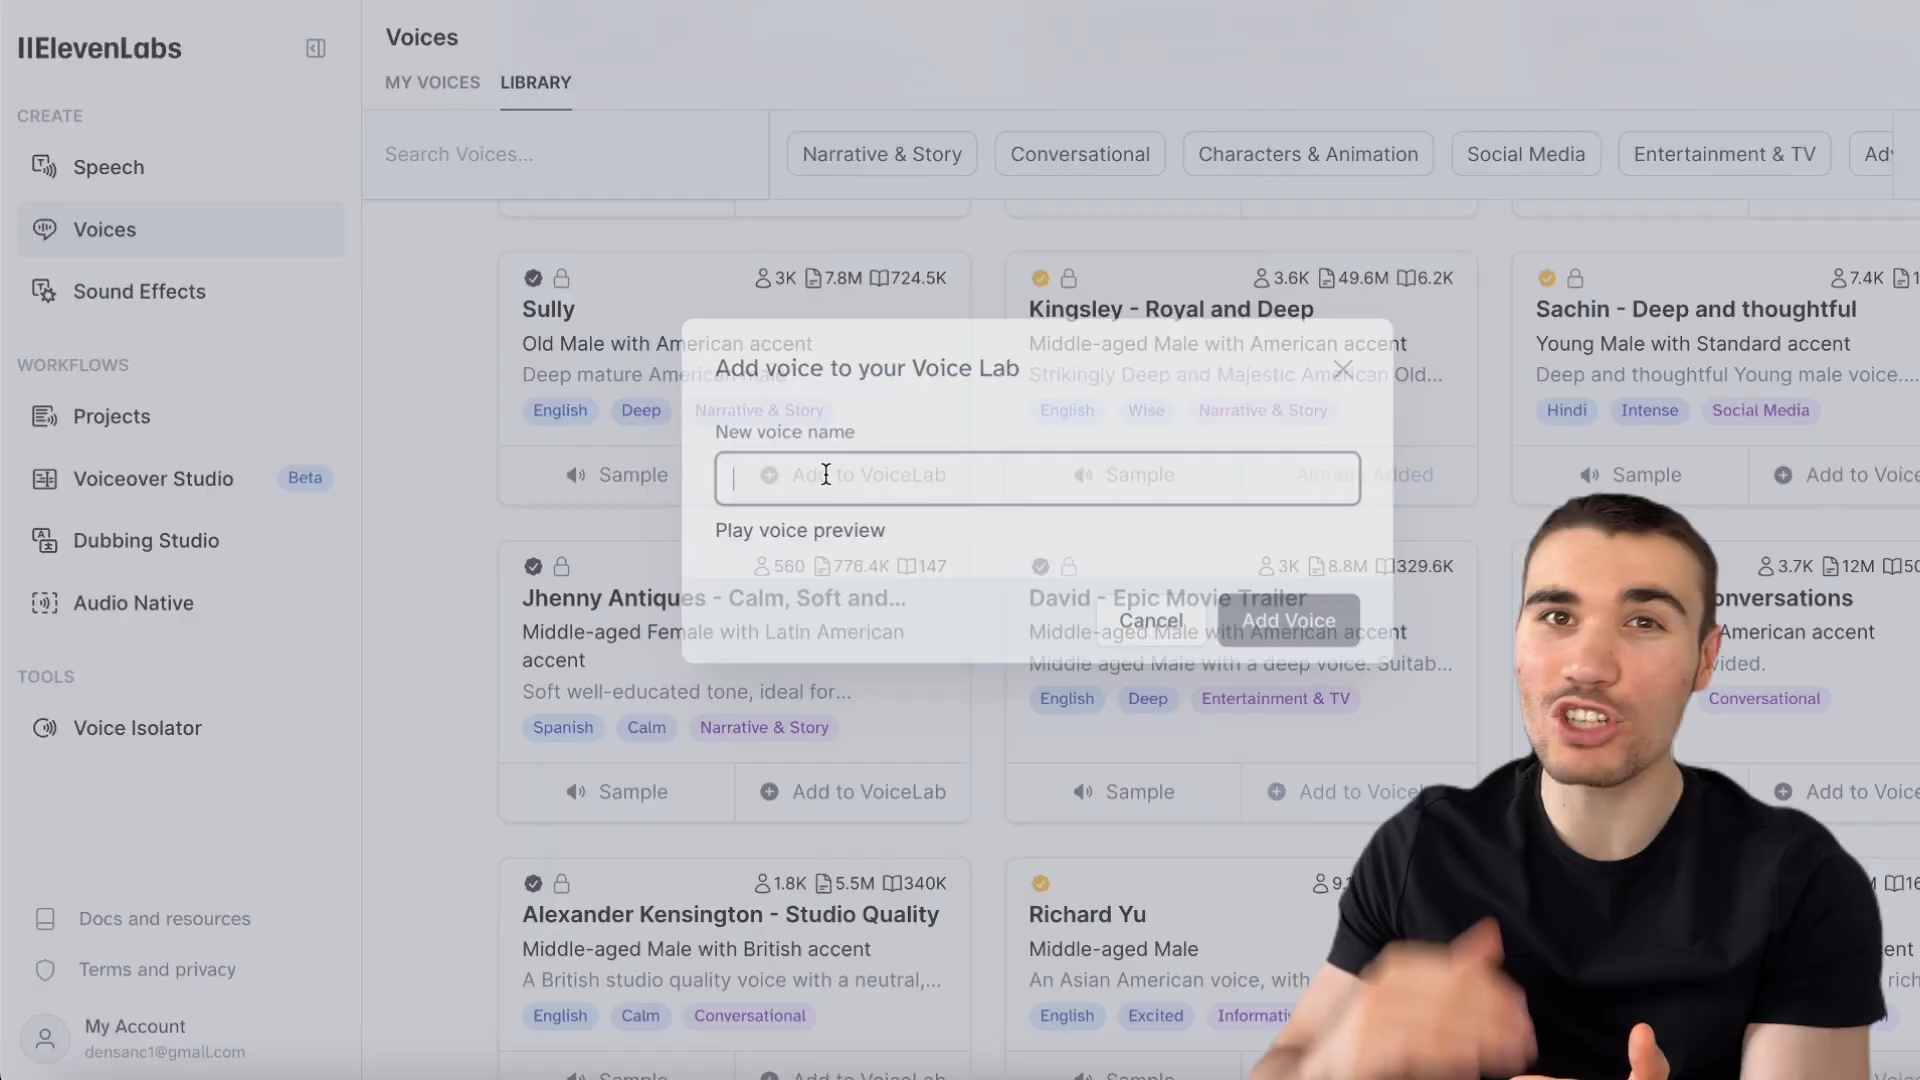 IIElevenLabs
CREATE
Speech
Voices
Sound Effects
WORKFLOWS
Projects
Voiceover Studio Beta
Dubbing Studio
Audio Native
TOOLS
Voice Isolator
Docs and resources
Terms and privacy
My Account
densanc1@gmail.com
Voices
MY VOICES LIBRARY
Search Voices...
Narrative & Story Conversational Characters & Animation Social Media Entertainment & TV
3K 7.8M 724.5K
Sully
Old Male with American accent
Deep mature American male
English Deep Narrative & Story
Sample Add to VoiceLab
3.6K 49.6M 6.2K
Kingsley - Royal and Deep
Middle-aged Male with American accent
Strikingly Deep and Majestic American Old...
English Wise Narrative & Story
Sample Already Added
7.4K
Sachin - Deep and thoughtful
Young Male with Standard accent
Deep and thoughtful Young male voice....
Hindi Intense Social Media
Sample Add to Voice
Add voice to your Voice Lab
New voice name
Play voice preview
Cancel Add Voice
560 776.4K 147
Jhenny Antiques - Calm, Soft and...
Middle-aged Female with Latin American
accent
Soft well-educated tone, ideal for...
Spanish Calm Narrative & Story
Sample Add to VoiceLab
3K 8.8M 329.6K
David - Epic Movie Trailer
Middle-aged Male with American accent
Middle aged Male with a deep voice. Suitab...
English Deep Entertainment & TV
Sample Add to Voice
3.7K 12M
onversations
American accent
vided.
Conversational
Add to Voice
1.8K 5.5M 340K
Alexander Kensington - Studio Quality
Middle-aged Male with British accent
A British studio quality voice with a neutral,...
English Calm Conversational
Sample Add to VoiceLab
Richard Yu
Middle-aged Male
An Asian American voice, with
English Excited
Sample